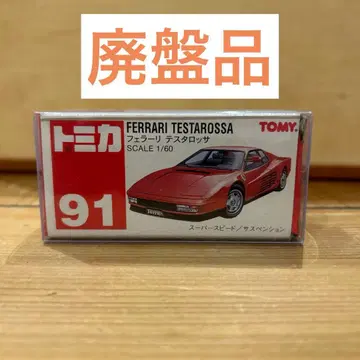 廃盤品
トミカ
FERRARI TESTAROSSA
フェラーリ テスタロッサ
SCALE 1/60
TOMY.
91
スーパースピード/サスペンション